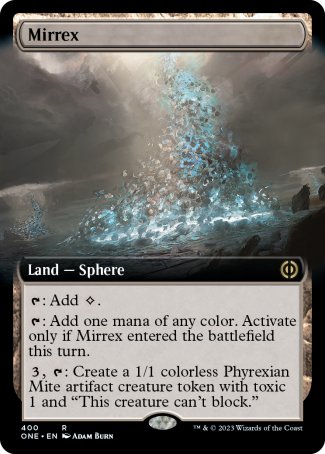 Mirrex
Land — Sphere
: Add .
: Add one mana of any color. Activate
only if Mirrex entered the battlefield
this turn.
3, : Create a 1/1 colorless Phyrexian
Mite artifact creature token with toxic
1 and “This creature can’t block.”
400 R
ONE • EN Adam Burn
™ & © 2023 Wizards of the Coast